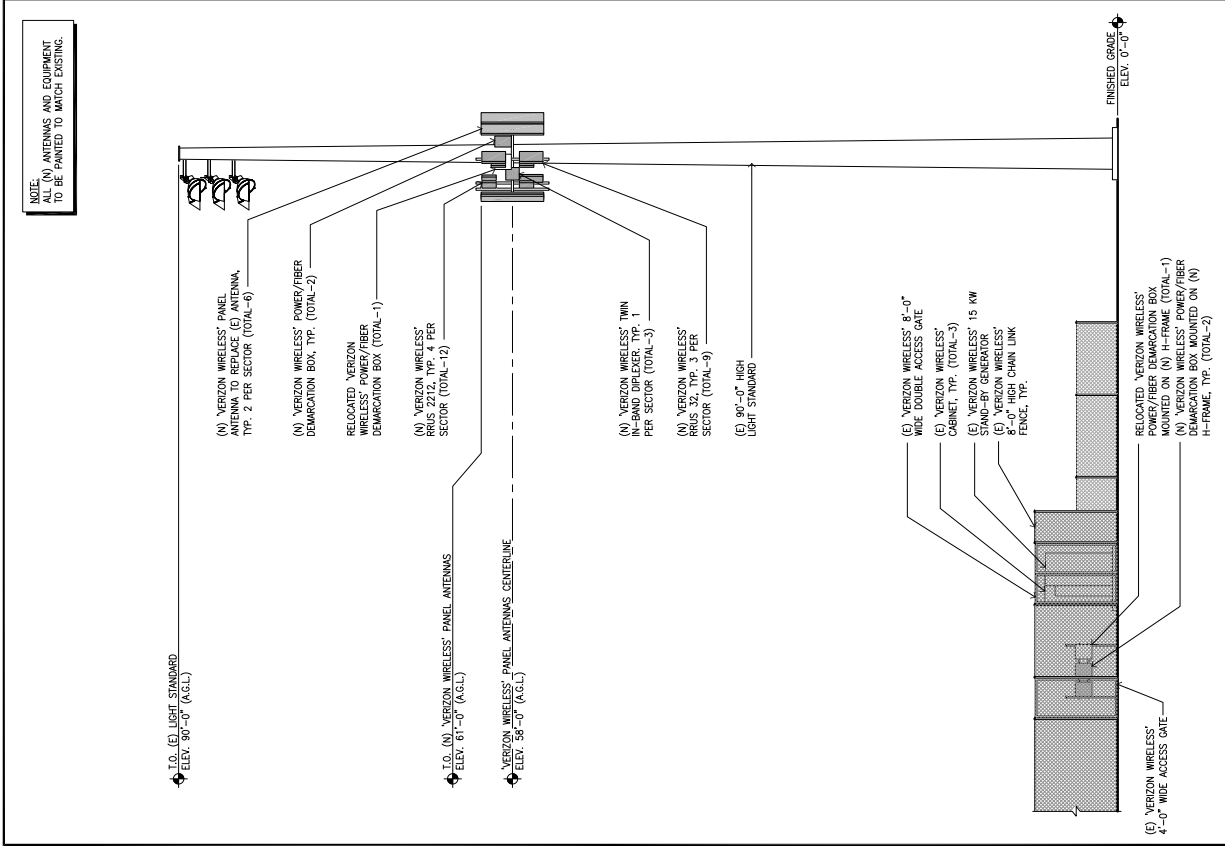 NOTE:
ALL (N) ANTENNAS AND EQUIPMENT
TO BE PAINTED TO MATCH EXISTING.
T.O. (E) LIGHT STANDARD
ELEV. 90'-0" (A.G.L.)
(N) 'VERIZON WIRELESS' PANEL
ANTENNA TO REPLACE (E) ANTENNA,
TYP. 2 PER SECTOR (TOTAL-6)
(N) 'VERIZON WIRELESS' POWER/FIBER
DEMARCATION BOX, TYP. (TOTAL-2)
RELOCATED 'VERIZON
WIRELESS' POWER/FIBER
DEMARCATION BOX (TOTAL-1)
(N) 'VERIZON WIRELESS'
RRUS 2212, TYP. 4 PER
SECTOR (TOTAL-12)
T.O. (N) 'VERIZON WIRELESS' PANEL ANTENNAS
ELEV. 61'-0" (A.G.L.)
'VERIZON WIRELESS' PANEL ANTENNAS CENTERLINE
ELEV. 58'-0" (A.G.L.)
(N) 'VERIZON WIRELESS' TWIN
IN-BAND DIPLEXER. TYP. 1
PER SECTOR (TOTAL-3)
(N) 'VERIZON WIRELESS'
RRUS 32, TYP. 3 PER
SECTOR (TOTAL-9)
(E) 90'-0" HIGH
LIGHT STANDARD
(E) 'VERIZON WIRELESS' 8'-0"
WIDE DOUBLE ACCESS GATE
(E) 'VERIZON WIRELESS'
CABINET, TYP. (TOTAL-3)
(E) 'VERIZON WIRELESS' 15 KW
STAND-BY GENERATOR
(E) 'VERIZON WIRELESS'
8'-0" HIGH CHAIN LINK
FENCE, TYP.
FINISHED GRADE
ELEV. 0'-0"
RELOCATED 'VERIZON WIRELESS'
POWER/FIBER DEMARCATION BOX
MOUNTED ON (N) H-FRAME (TOTAL-1)
(N) 'VERIZON WIRELESS' POWER/FIBER
DEMARCATION BOX MOUNTED ON (N)
H-FRAME, TYP. (TOTAL-2)
(E) 'VERIZON WIRELESS'
4'-0" WIDE ACCESS GATE